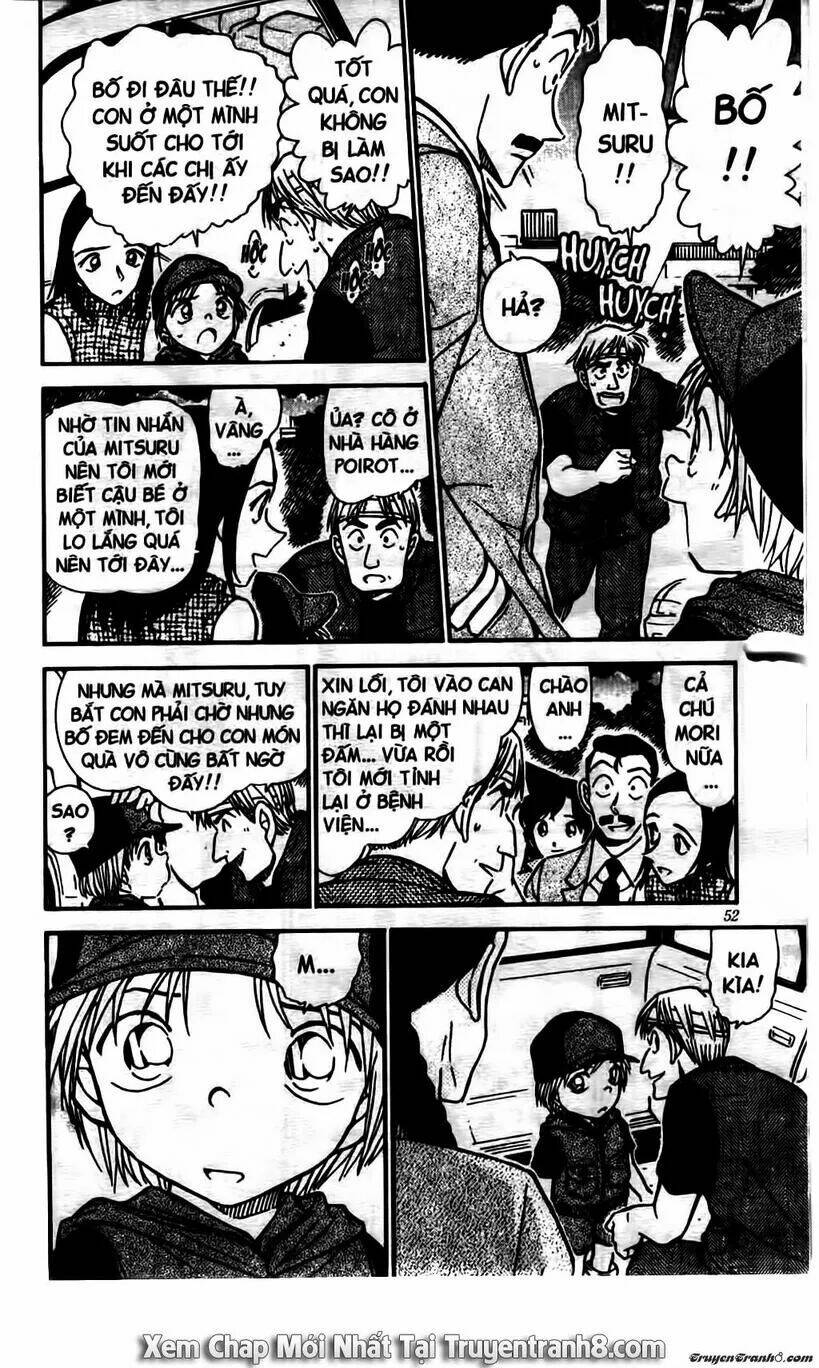 BỐ
!!
MIT-
SURU
!!
HUỴCH
HUỴCH
HẢ?
TỐT
QUÁ, CON
KHÔNG
BỊ LÀM
SAO!!
BỐ ĐI ĐÂU THẾ!!
CON Ở MỘT MÌNH
SUỐT CHO TỚI
KHI CÁC CHỊ ẤY
ĐẾN ĐẤY!!
HỘC
HỘC
ỦA? CÔ Ở
NHÀ HÀNG
POIROT...
À,
VÂNG
...
NHỜ TIN NHẮN
CỦA MITSURU
NÊN TÔI MỚI
BIẾT CẬU BÉ Ở
MỘT MÌNH, TÔI
LO LẮNG QUÁ
NÊN TỚI ĐÂY...
CẢ
CHÚ
MORI
NỮA
...
CHÀO
ANH
...
XIN LỖI, TÔI VÀO CAN
NGĂN HỌ ĐÁNH NHAU
THÌ LẠI BỊ MỘT
ĐẤM... VỪA RỒI
TÔI MỚI TỈNH
LẠI Ở BỆNH
VIỆN...
NHƯNG MÀ MITSURU, TUY
BẮT CON PHẢI CHỜ NHƯNG
BỐ ĐEM ĐẾN CHO CON MÓN
QUÀ VÔ CÙNG BẤT NGỜ
ĐẤY!!
SAO
?
52
KIA
KÌA!
M...
Xem Chap Mới Nhất Tại Truyentranh8.com
TruyenTranh8.com